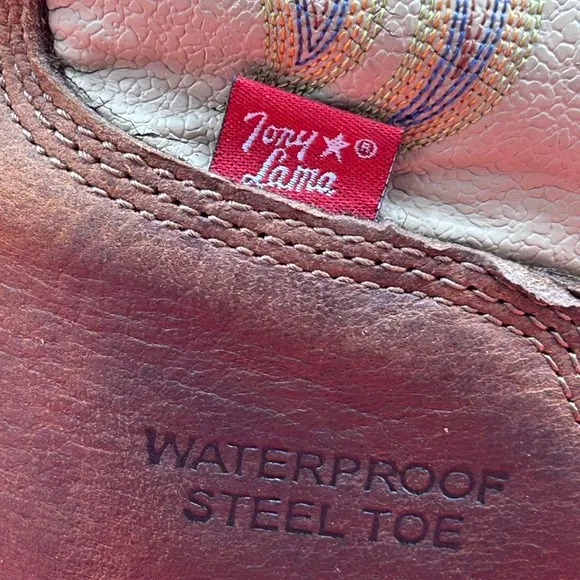 Tony ★®
Lama
WATERPROOF
STEEL TOE